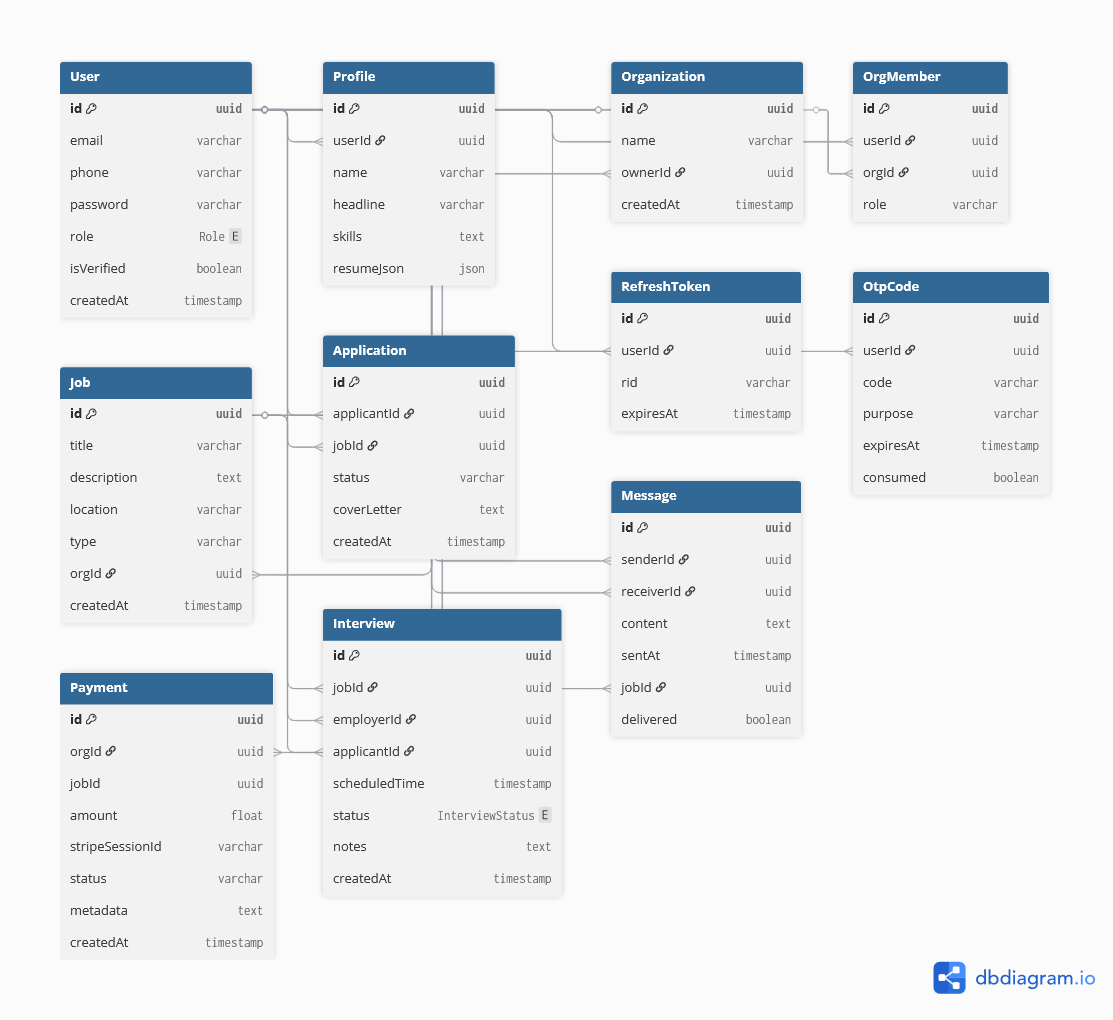 User
id uuid
email varchar
phone varchar
password varchar
role Role E
isVerified boolean
createdAt timestamp
Profile
id uuid
userId uuid
name varchar
headline varchar
skills text
resumeJson json
Organization
id uuid
name varchar
ownerId uuid
createdAt timestamp
OrgMember
id uuid
userId uuid
orgId uuid
role varchar
RefreshToken
id uuid
userId uuid
rid varchar
expiresAt timestamp
OtpCode
id uuid
userId uuid
code varchar
purpose varchar
expiresAt timestamp
consumed boolean
Job
id uuid
title varchar
description text
location varchar
type varchar
orgId uuid
createdAt timestamp
Application
id uuid
applicantId uuid
jobId uuid
status varchar
coverLetter text
createdAt timestamp
Message
id uuid
senderId uuid
receiverId uuid
content text
sentAt timestamp
jobId uuid
delivered boolean
Interview
id uuid
jobId uuid
employerId uuid
applicantId uuid
scheduledTime timestamp
status InterviewStatus E
notes text
createdAt timestamp
Payment
id uuid
orgId uuid
jobId uuid
amount float
stripeSessionId varchar
status varchar
metadata text
createdAt timestamp
dbdiagram.io